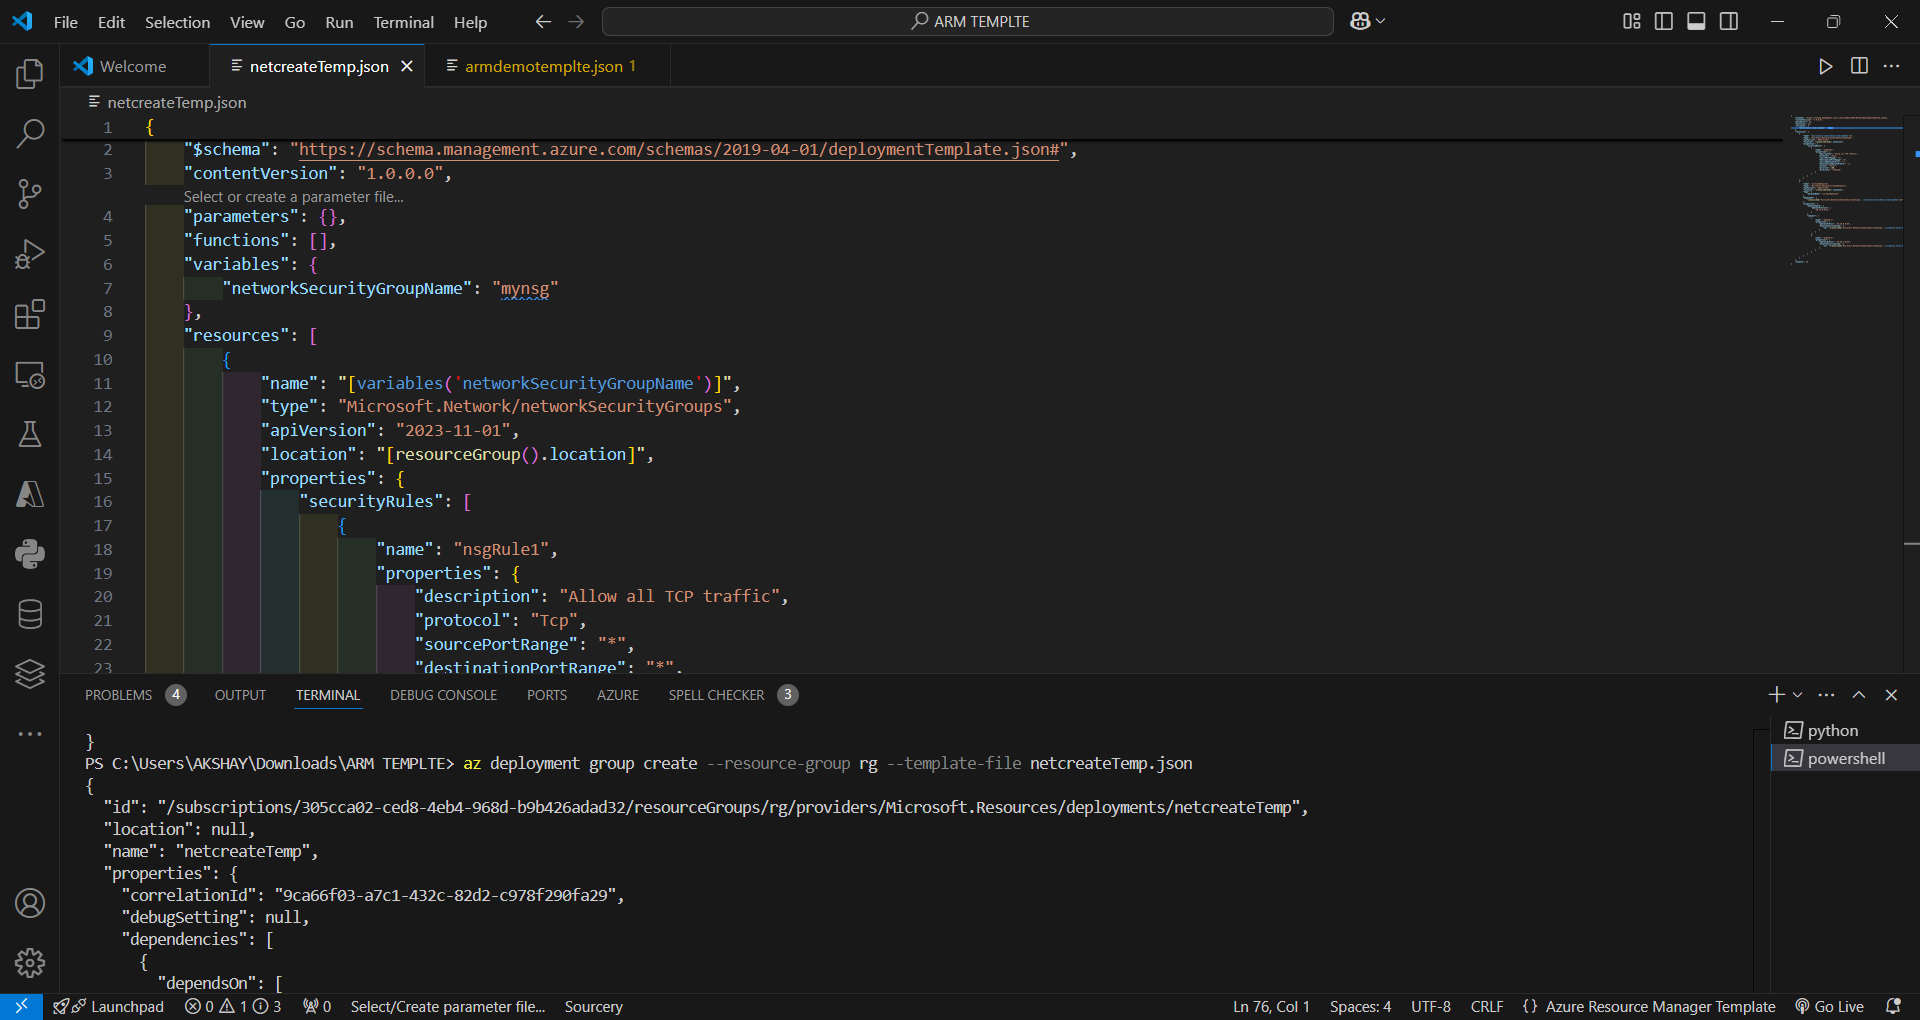 File Edit Selection View Go Run Terminal Help
ARM TEMPLTE
Welcome
netcreateTemp.json
armdemotemplte.json 1
netcreateTemp.json
1 {
2 "$schema": "https://schema.management.azure.com/schemas/2019-04-01/deploymentTemplate.json#",
3 "contentVersion": "1.0.0.0",
Select or create a parameter file...
4 "parameters": {},
5 "functions": [],
6 "variables": {
7 "networkSecurityGroupName": "mynsg"
8 },
9 "resources": [
10 {
11 "name": "[variables('networkSecurityGroupName')]",
12 "type": "Microsoft.Network/networkSecurityGroups",
13 "apiVersion": "2023-11-01",
14 "location": "[resourceGroup().location]",
15 "properties": {
16 "securityRules": [
17 {
18 "name": "nsgRule1",
19 "properties": {
20 "description": "Allow all TCP traffic",
21 "protocol": "Tcp",
22 "sourcePortRange": "*",
23 "destinationPortRange": "*",
PROBLEMS 4 OUTPUT TERMINAL DEBUG CONSOLE PORTS AZURE SPELL CHECKER 3
python
powershell
}
PS C:\Users\AKSHAY\Downloads\ARM TEMPLTE> az deployment group create --resource-group rg --template-file netcreateTemp.json
{
"id": "/subscriptions/305cca02-ced8-4eb4-968d-b9b426adad32/resourceGroups/rg/providers/Microsoft.Resources/deployments/netcreateTemp",
"location": null,
"name": "netcreateTemp",
"properties": {
"correlationId": "9ca66f03-a7c1-432c-82d2-c978f290fa29",
"debugSetting": null,
"dependencies": [
{
"dependsOn": [
Launchpad 0 1 3 0 Select/Create parameter file... Sourcery Ln 76, Col 1 Spaces: 4 UTF-8 CRLF {} Azure Resource Manager Template Go Live